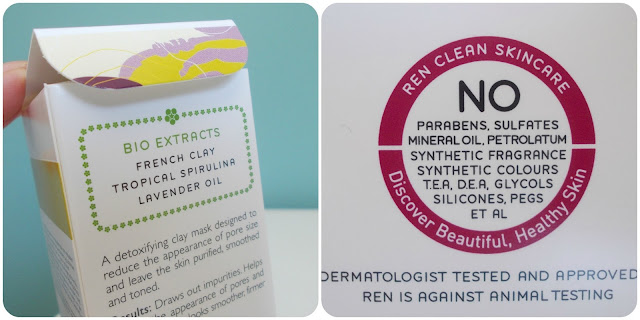 BIO EXTRACTS
FRENCH CLAY
TROPICAL SPIRULINA
LAVENDER OIL
A detoxifying clay mask designed to
reduce the appearance of pore size
and leave the skin purified, smoothed
and toned.
Results: Draws out impurities. Helps
the appearance of pores and
looks smoother, firmer
REN CLEAN SKINCARE
NO
PARABENS, SULFATES
MINERAL OIL, PETROLATUM
SYNTHETIC FRAGRANCE
SYNTHETIC COLOURS
T.E.A, D.E.A, GLYCOLS
SILICONES, PEGS
ET AL
Discover Beautiful, Healthy Skin
DERMATOLOGIST TESTED AND APPROVED
REN IS AGAINST ANIMAL TESTING